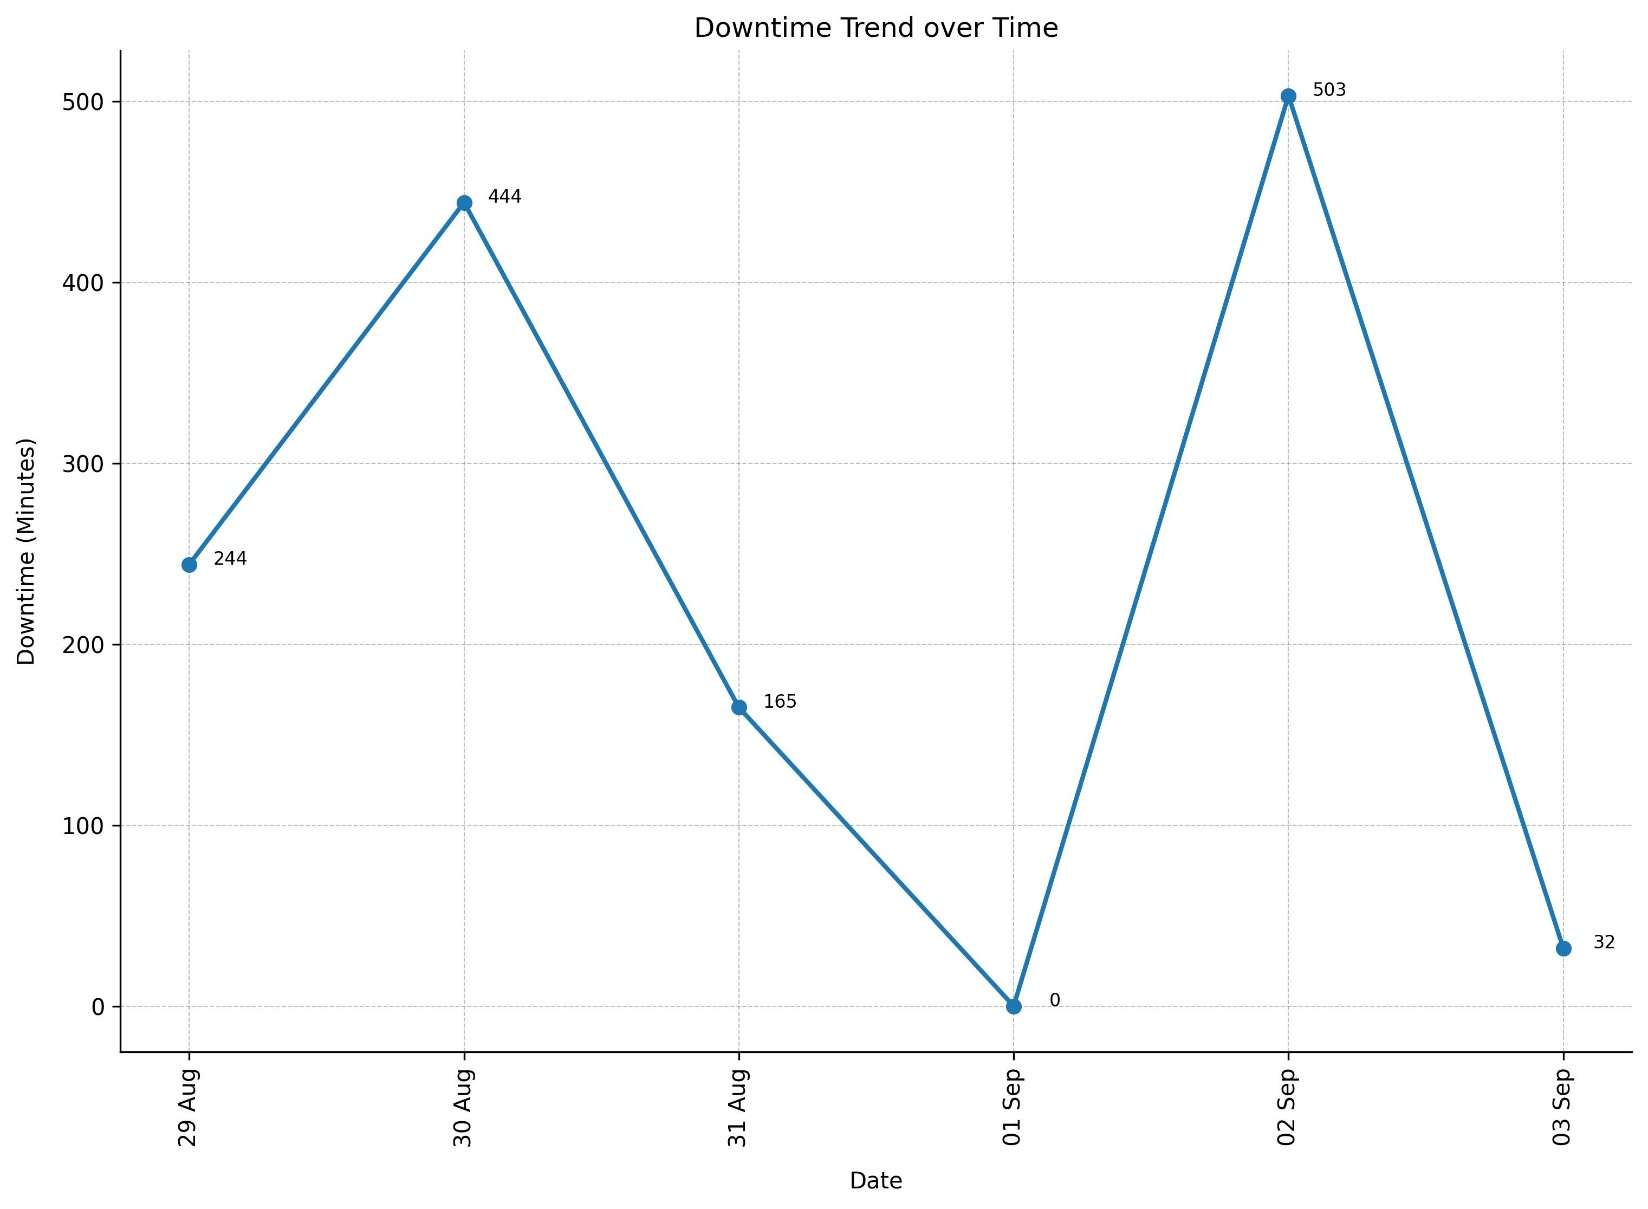 Downtime Trend over Time
Downtime (Minutes)
500
400
300
200
100
0
244
444
165
0
503
32
29 Aug
30 Aug
31 Aug
01 Sep
02 Sep
03 Sep
Date